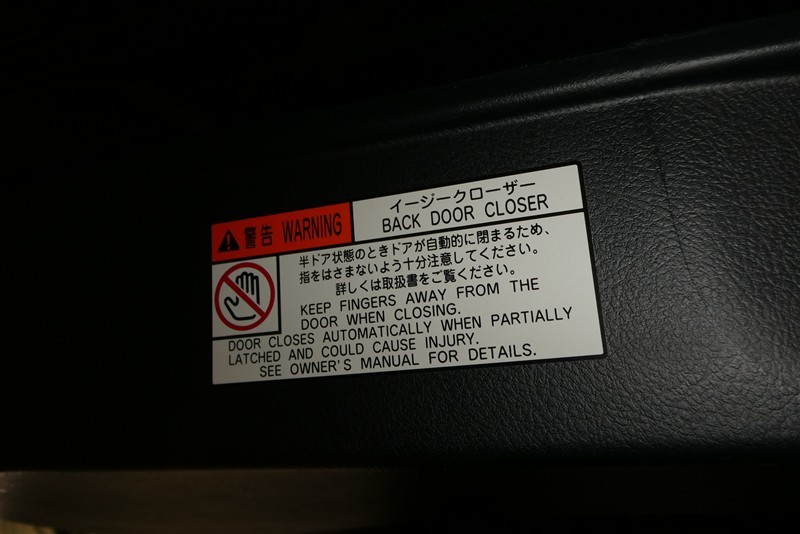 警告 WARNING
イージークローザー
BACK DOOR CLOSER
半ドア状態のときドアが自動的に閉まるため、
指をはさまないよう十分注意してください。
詳しくは取扱書をご覧ください。
KEEP FINGERS AWAY FROM THE
DOOR WHEN CLOSING.
DOOR CLOSES AUTOMATICALLY WHEN PARTIALLY
LATCHED AND COULD CAUSE INJURY.
SEE OWNER'S MANUAL FOR DETAILS.